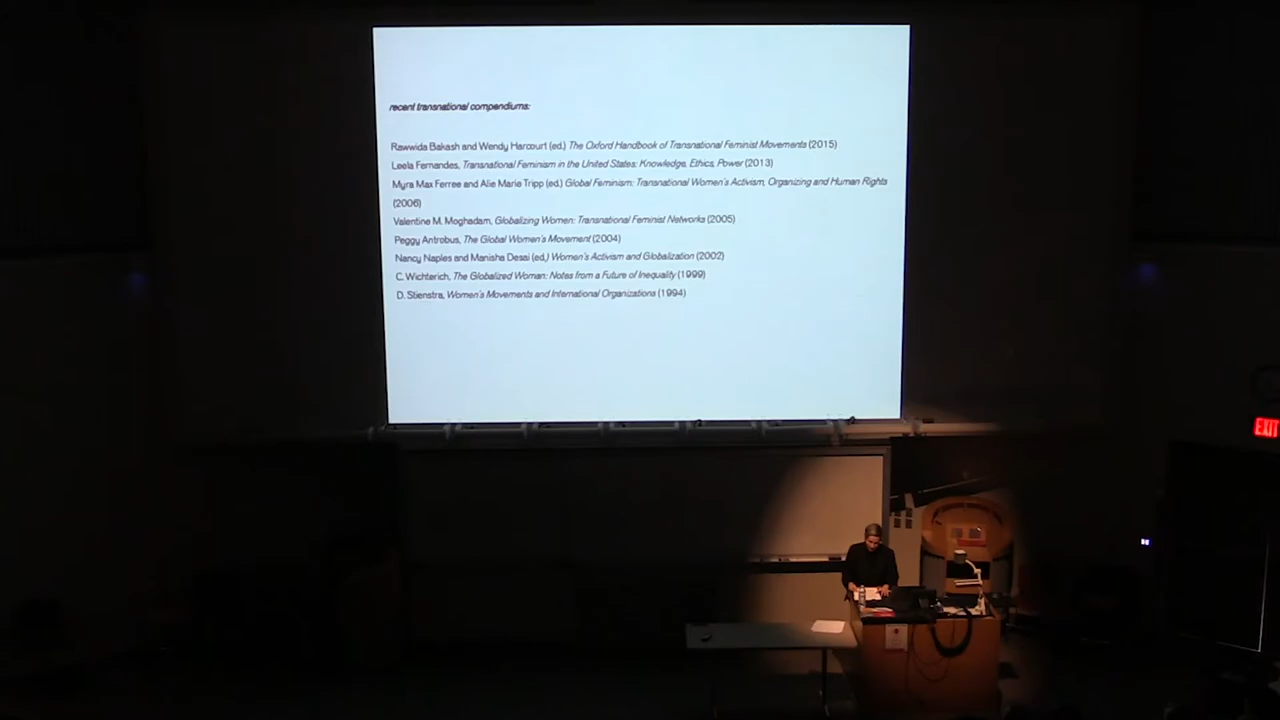 recent transnational compendiums:
Rawwida Bakash and Wendy Harcourt (ed.) The Oxford Handbook of Transnational Feminist Movements (2015)
Leela Fernandes, Transnational Feminism in the United States: Knowledge, Ethics, Power (2013)
Myra Max Ferree and Alie Marie Tripp (ed.) Global Feminism: Transnational Women's Activism, Organizing and Human Rights
(2006)
Valentine M. Moghadam, Globalizing Women: Transnational Feminist Networks (2005)
Peggy Antrobus, The Global Women's Movement (2004)
Nancy Naples and Manisha Desai (ed.) Women's Activism and Globalization (2002)
C. Wichterich, The Globalized Woman: Notes from a Future of Inequality (1999)
D. Stienstra, Women's Movements and International Organizations (1994)
EXIT